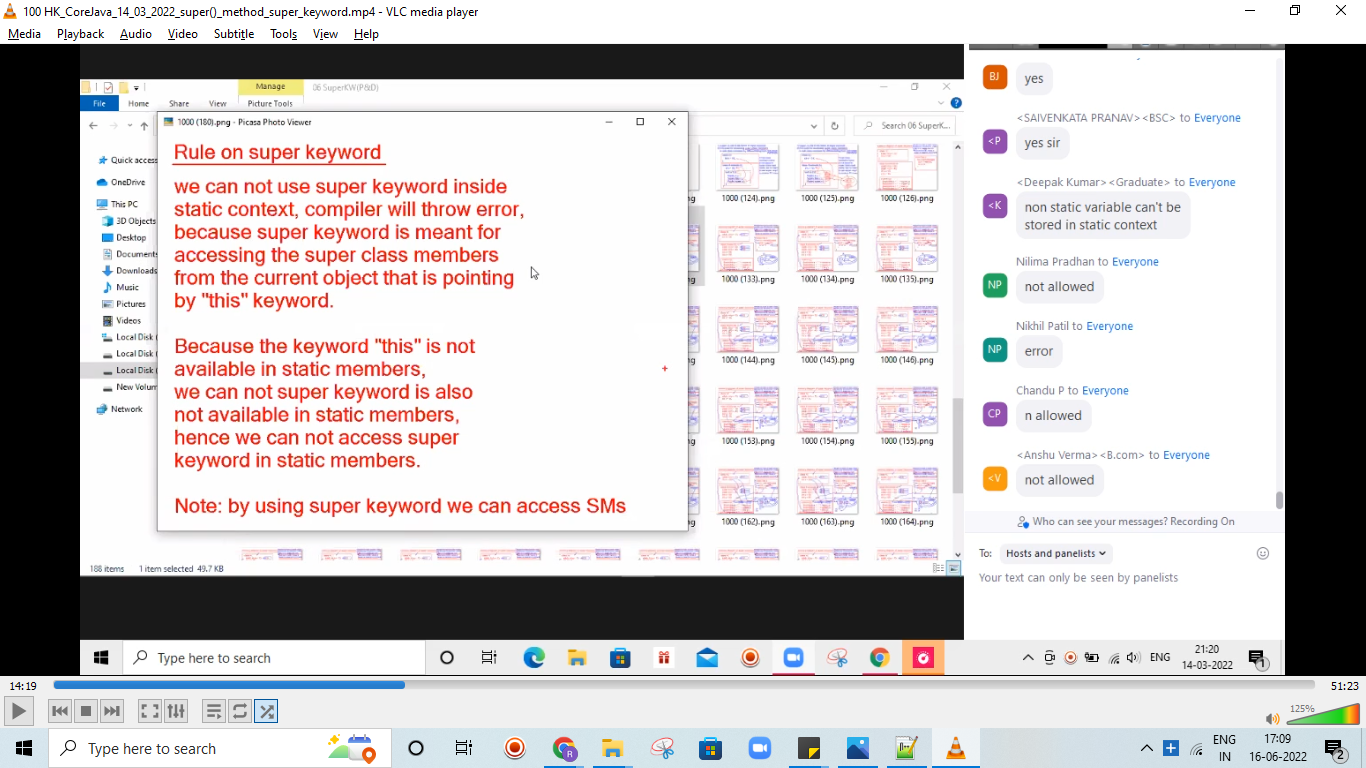 100 HK_CoreJava_14_03_2022_super()_method_super_keyword.mp4 - VLC media player
Media Playback Audio Video Subtitle Tools View Help
Manage
06 SuperKW(P&D)
File Home Share View Picture Tools
Search 06 SuperK...
1000 (180).png - Picasa Photo Viewer
Quick access
OneDrive
This PC
3D Objects
Desktop
Documents
Downloads
Music
Pictures
Videos
Local Disk (
Local Disk (
Local Disk (
New Volum
Network
Rule on super keyword
we can not use super keyword inside
static context, compiler will throw error,
because super keyword is meant for
accessing the super class members
from the current object that is pointing
by "this" keyword.
Because the keyword "this" is not
available in static members,
we can not super keyword is also
not available in static members,
hence we can not access super
keyword in static members.
Note: by using super keyword we can access SMs
ng 1000 (124).png 1000 (125).png 1000 (126).png
ng 1000 (133).png 1000 (134).png 1000 (135).png
ng 1000 (144).png 1000 (145).png 1000 (146).png
ng 1000 (153).png 1000 (154).png 1000 (155).png
ng 1000 (162).png 1000 (163).png 1000 (164).png
188 items 1 item selected 49.7 KB
BJ yes
<SAIVENKATA PRANAV><BSC> to Everyone
<P yes sir
<Deepak Kumar><Graduate> to Everyone
<K non static variable can't be
stored in static context
Nilima Pradhan to Everyone
NP not allowed
Nikhil Patil to Everyone
NP error
Chandu P to Everyone
CP n allowed
<Anshu Verma><B.com> to Everyone
<V not allowed
Who can see your messages? Recording On
To: Hosts and panelists
Your text can only be seen by panelists
Type here to search
ENG
21:20
14-03-2022
1
14:19
51:23
125%
Type here to search
R
ENG
IN
17:09
16-06-2022
2